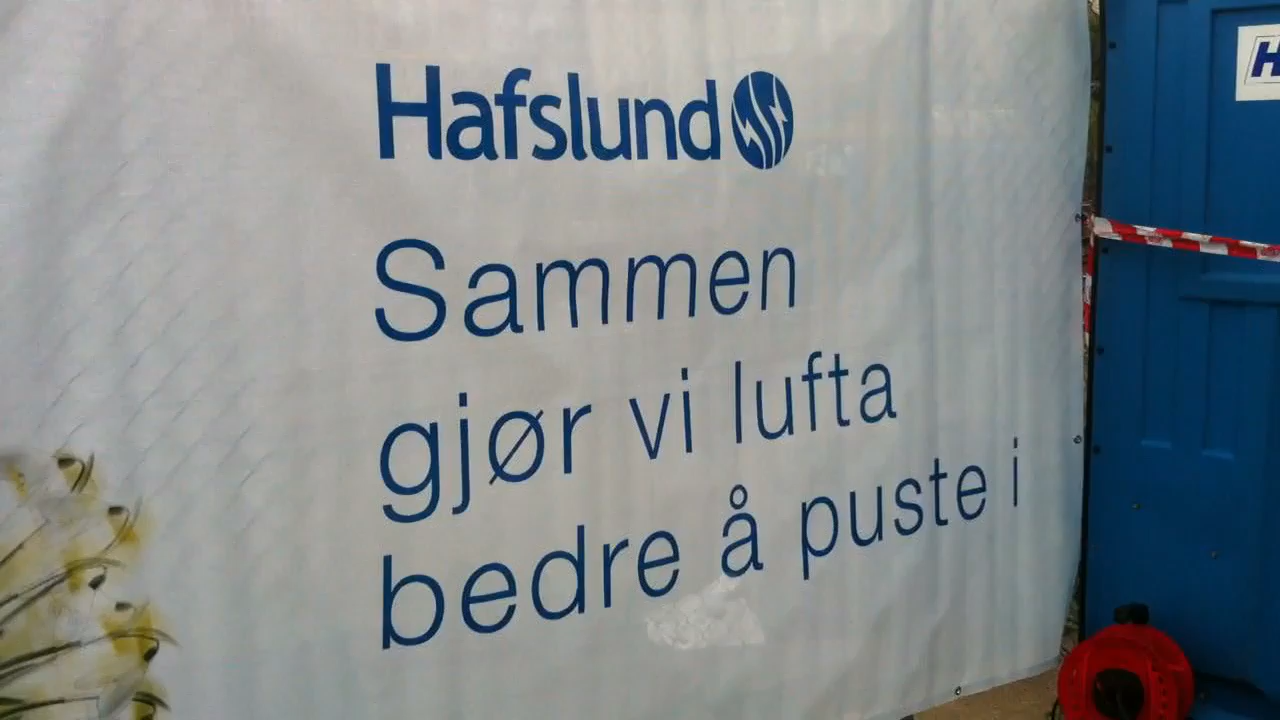 Hafslund
Sammen
gjør vi lufta
bedre å puste i
H